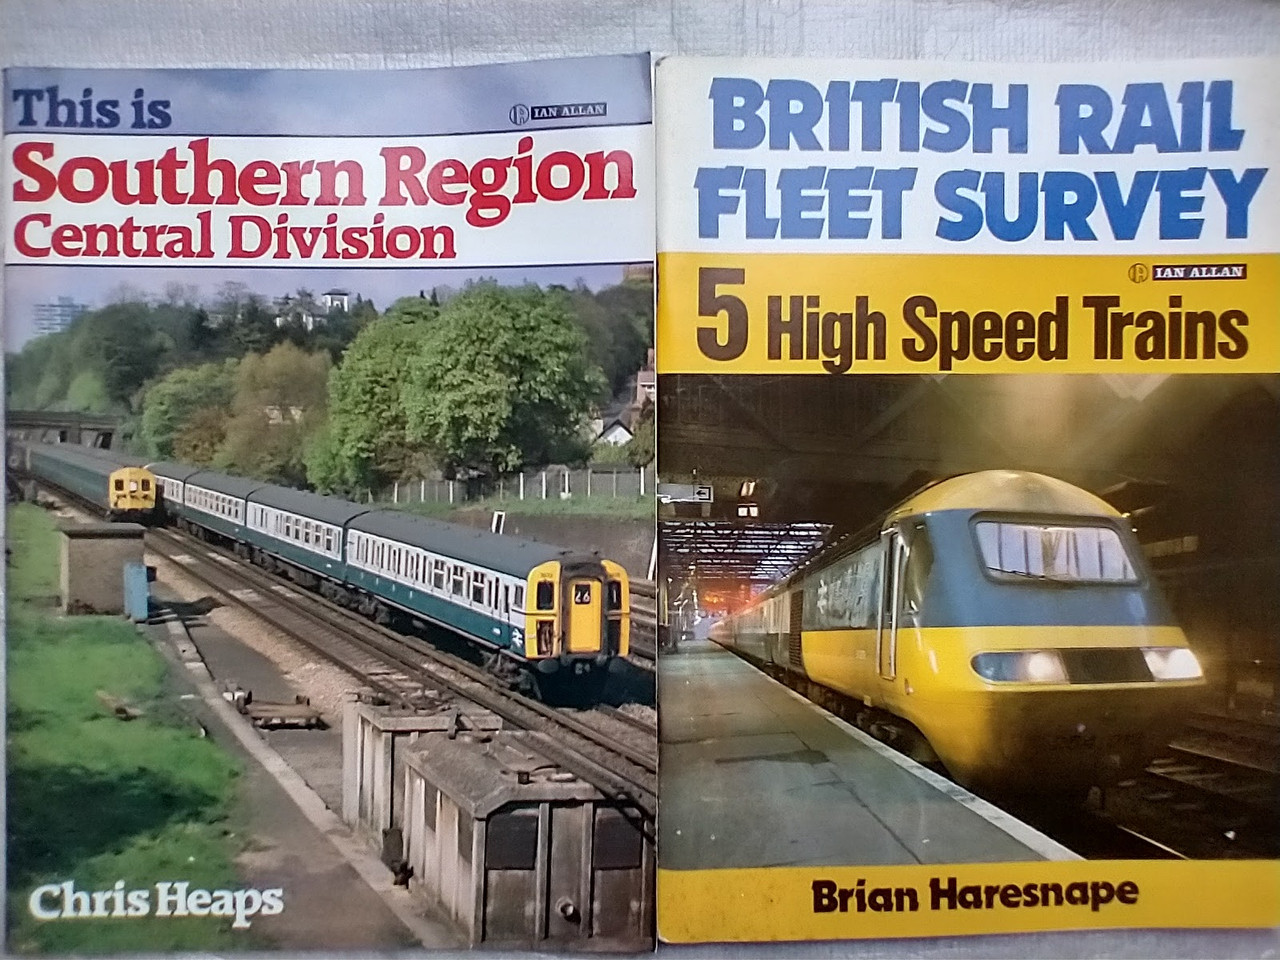 This is
IAN ALLAN
Southern Region
Central Division
46
Chris Heaps
BRITISH RAIL
FLEET SURVEY
IAN ALLAN
5 High Speed Trains
Brian Haresnape